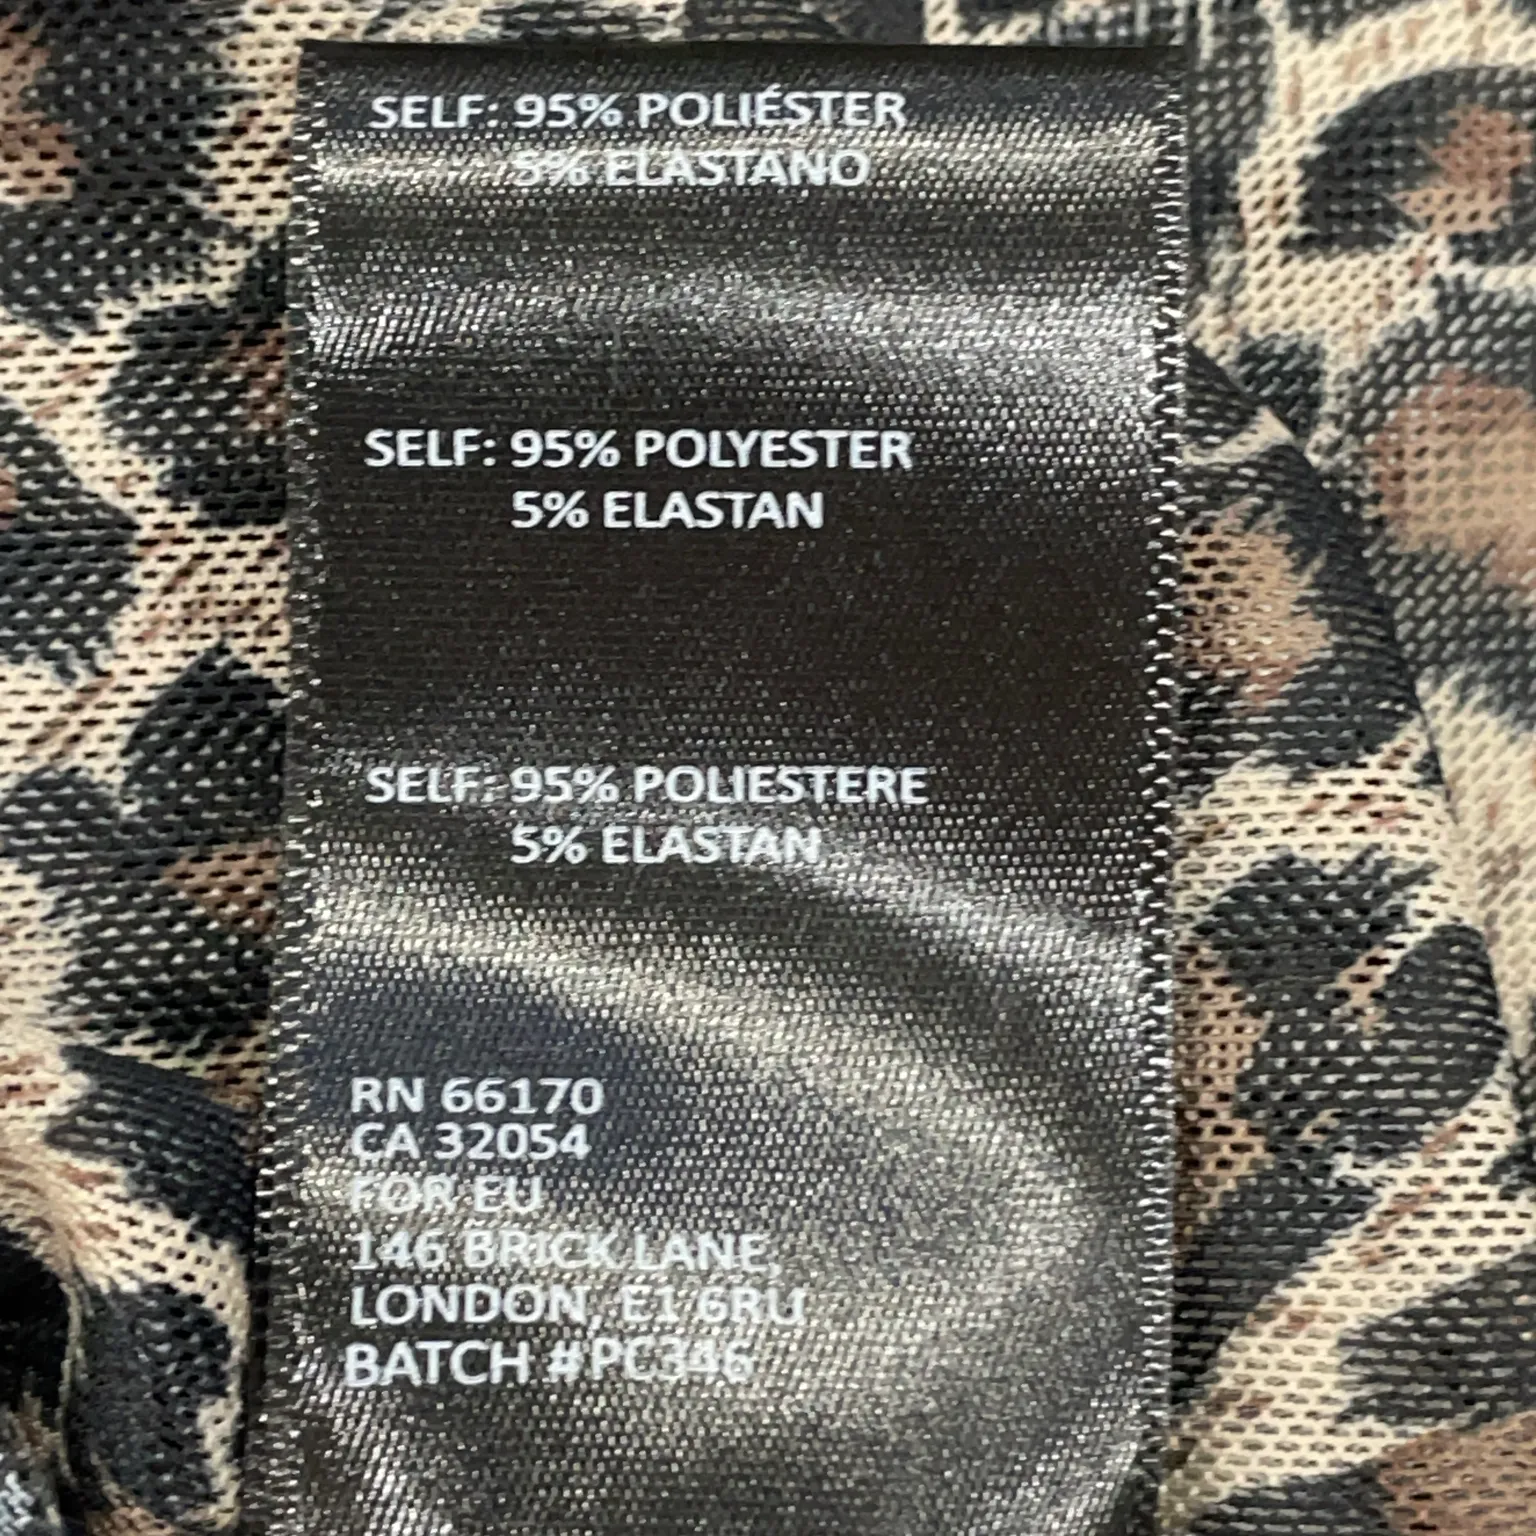 SELF: 95% POLIÉSTER
5% ELASTANO
SELF: 95% POLYESTER
5% ELASTAN
SELF: 95% POLIESTERE
5% ELASTAN
RN 66170
CA 32054
FOR EU
146 BRICK LANE,
LONDON, E1 6RU
BATCH #PC346